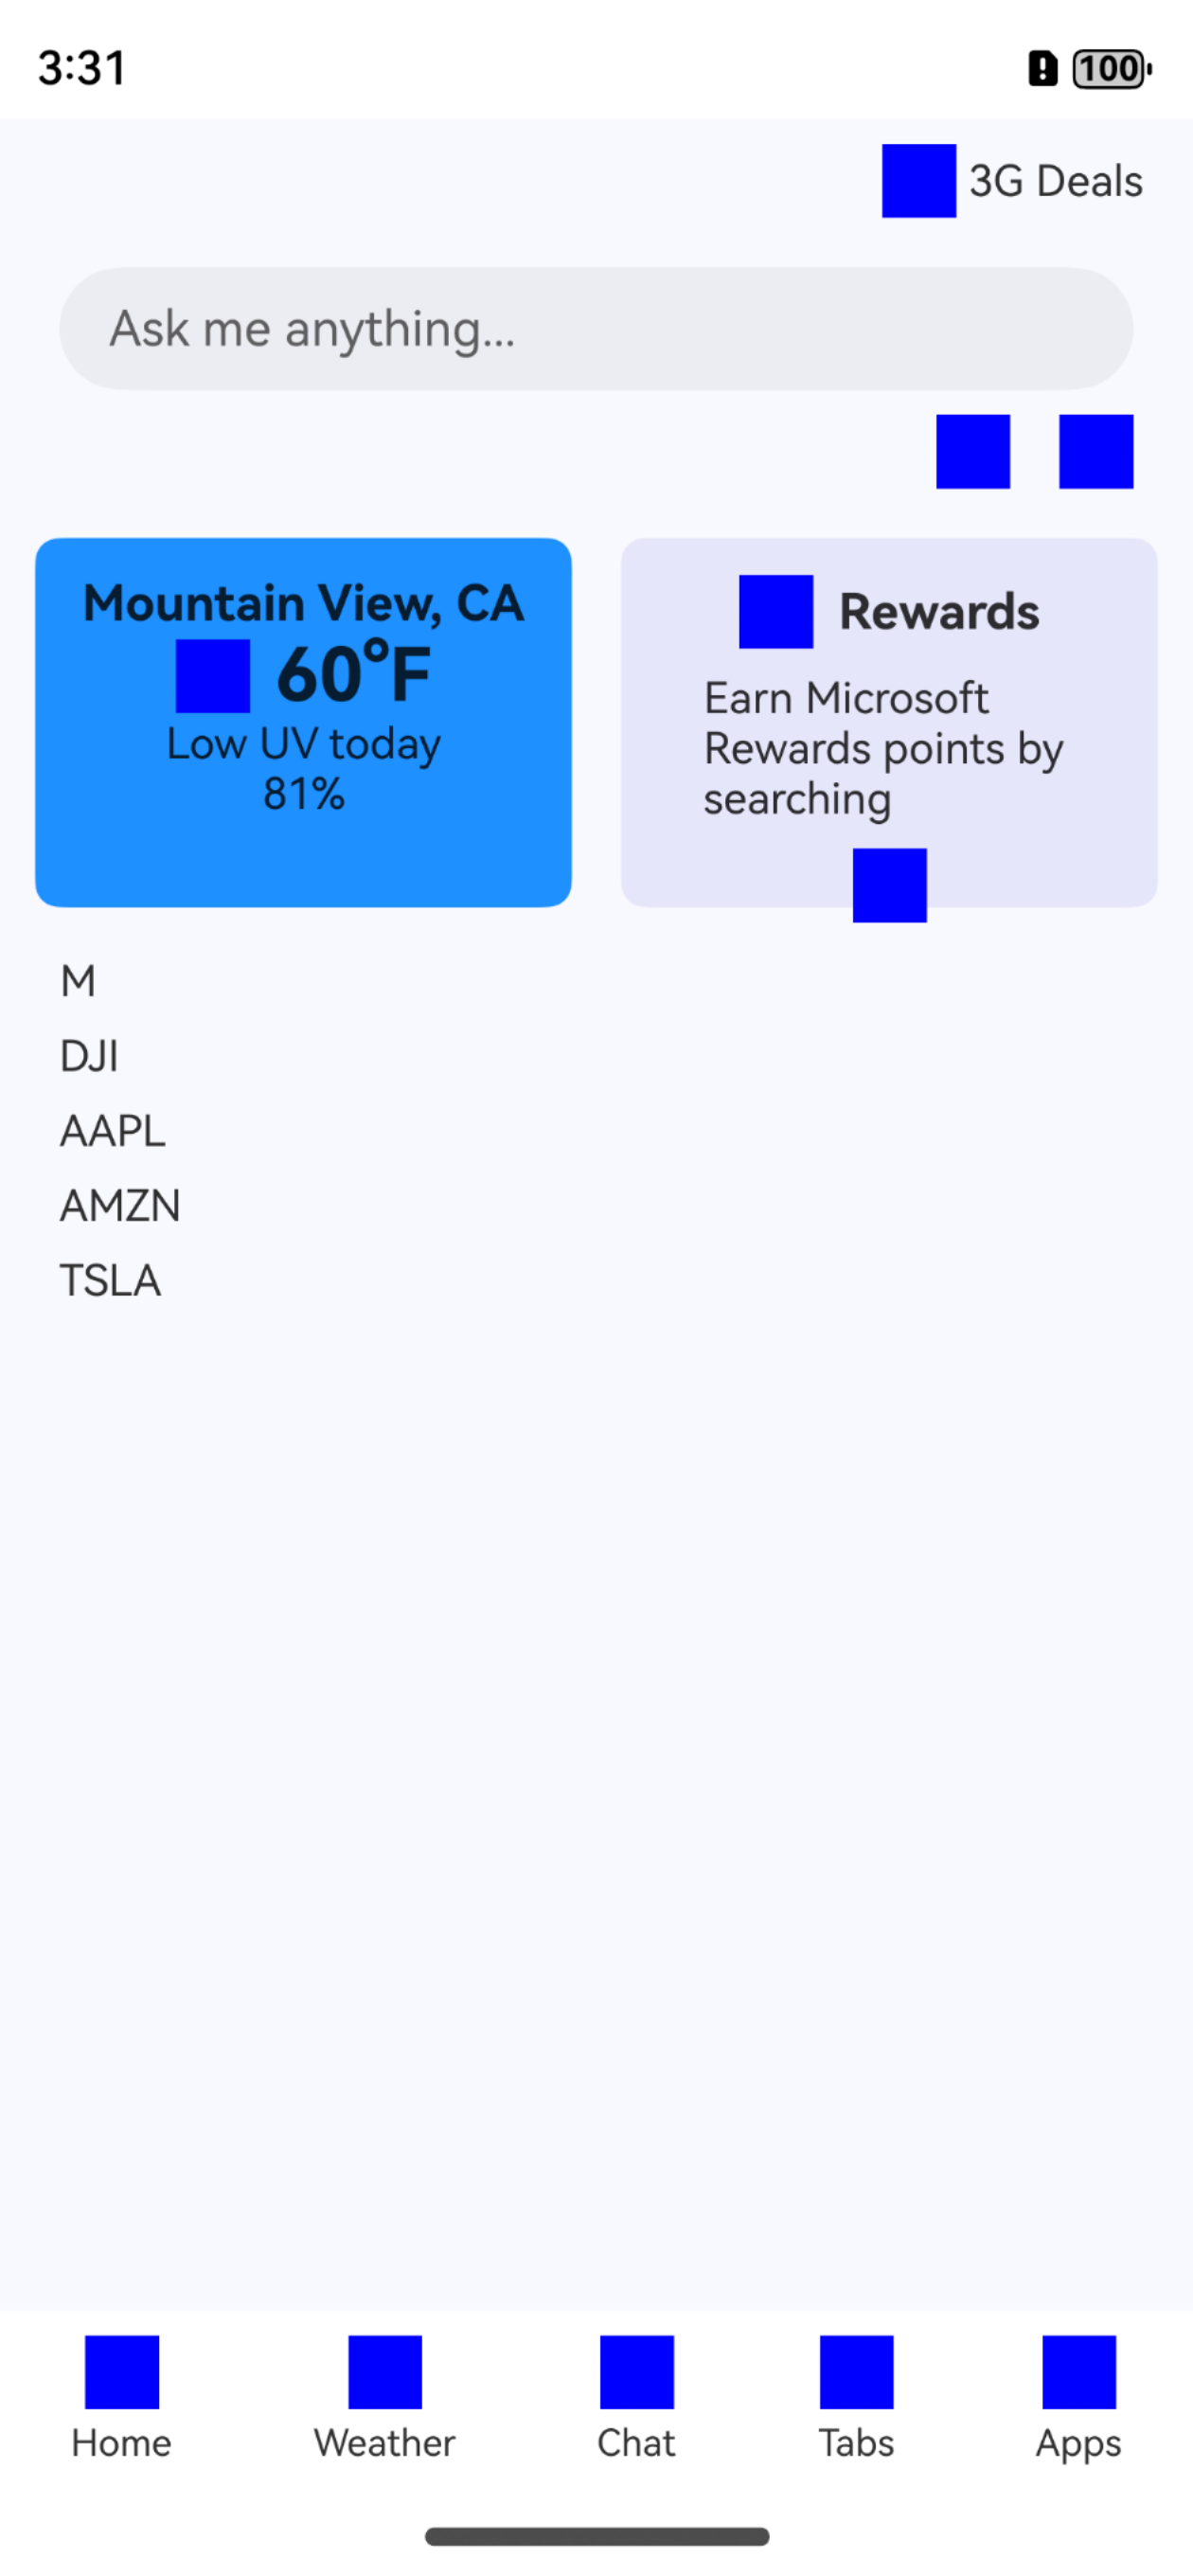 3:31
100
3G Deals
Ask me anything...
Mountain View, CA
60°F
Low UV today
81%
Rewards
Earn Microsoft
Rewards points by
searching
M
DJI
AAPL
AMZN
TSLA
Home
Weather
Chat
Tabs
Apps